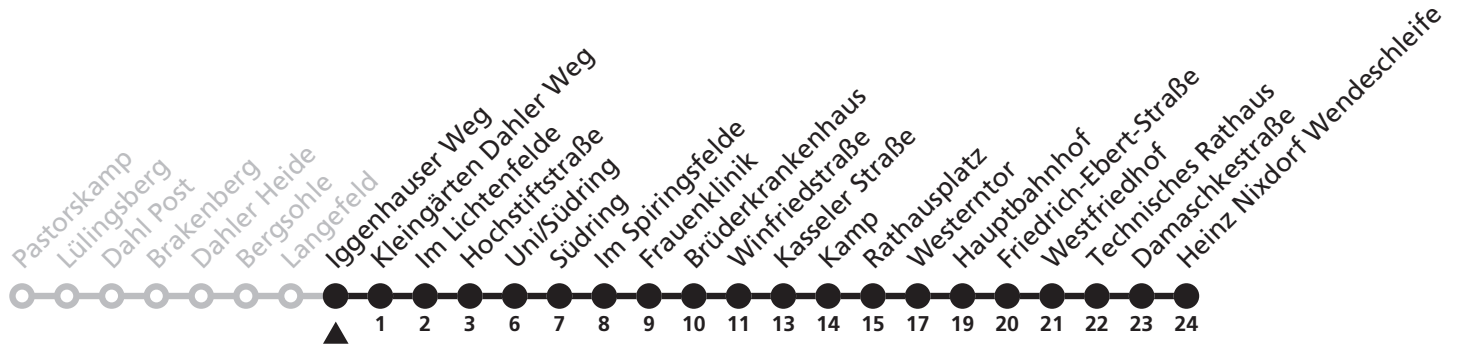 Pastorskamp
Lülingsberg
Dahl Post
Brakenberg
Dahler Heide
Bergsohle
Langefeld
Iggenhauser Weg
Kleingärten Dahler Weg
Im Lichtenfelde
Hochstiftstraße
Uni/Südring
Südring
Im Spiringsfelde
Frauenklinik
Brüderkrankenhaus
Winfriedstraße
Kasseler Straße
Kamp
Rathausplatz
Westerntor
Hauptbahnhof
Friedrich-Ebert-Straße
Westfriedhof
Technisches Rathaus
Damaschkestraße
Heinz Nixdorf Wendeschleife
1 2 3 6 7 8 9 10 11 13 14 15 17 19 20 21 22 23 24